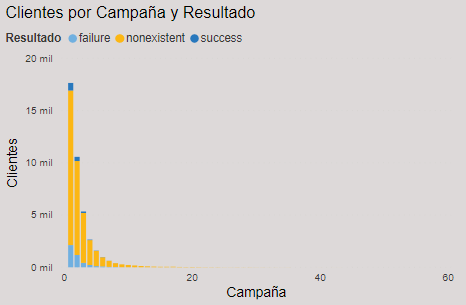 Clientes por Campaña y Resultado
Resultado failure nonexistent success
20 mil
15 mil
10 mil
5 mil
0 mil
Clientes
0 20 40 60
Campaña